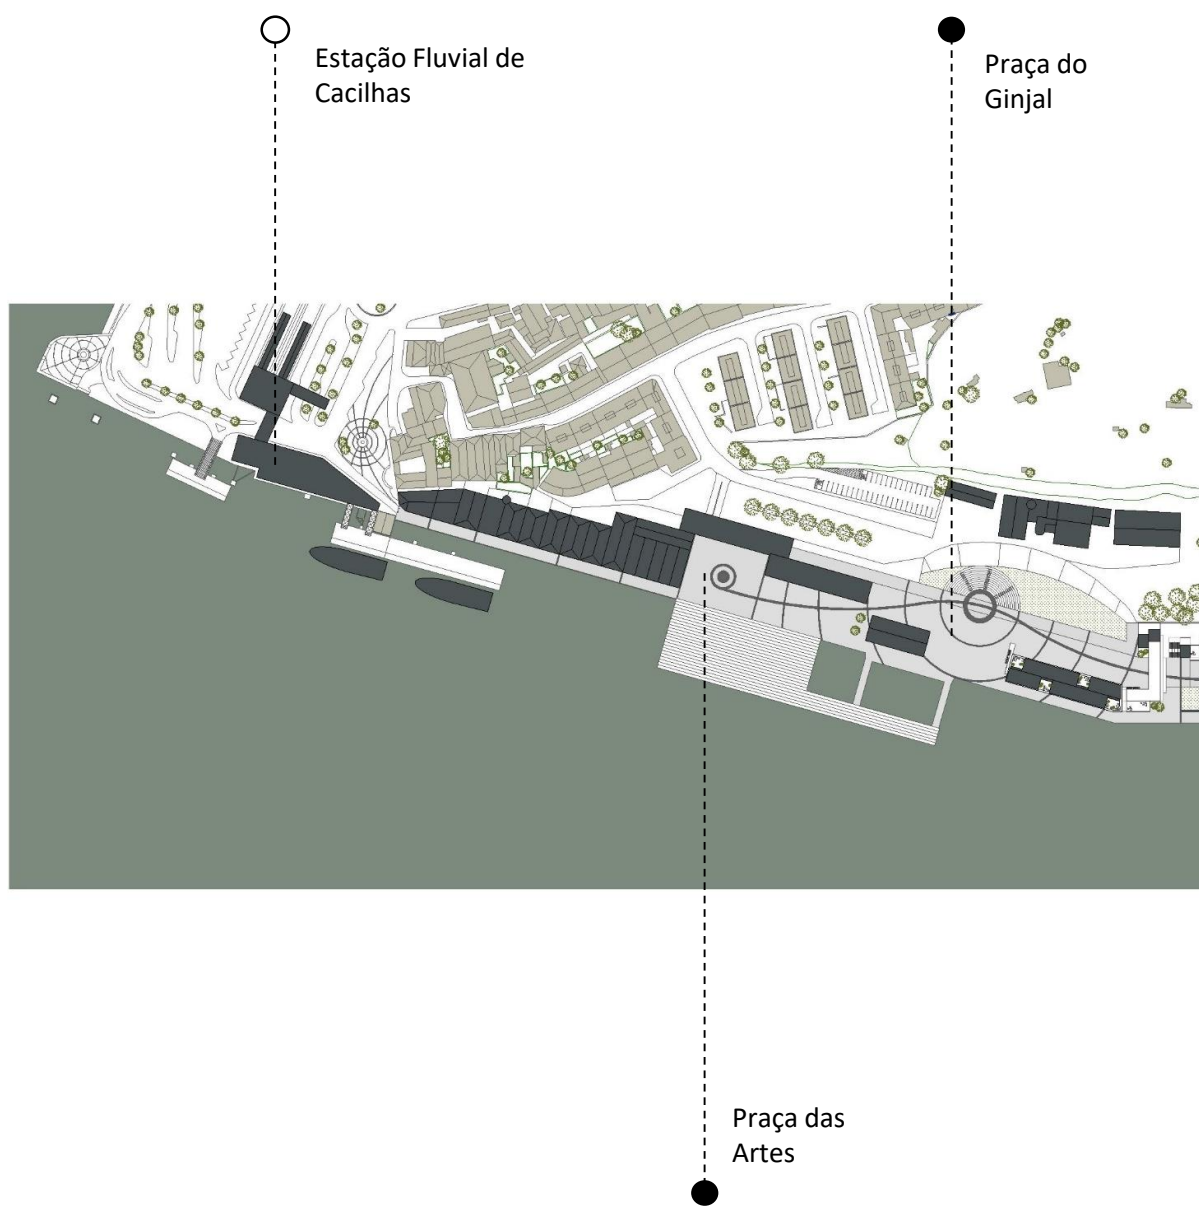 Estação Fluvial de
Cacilhas
Praça do
Ginjal
Praça das
Artes